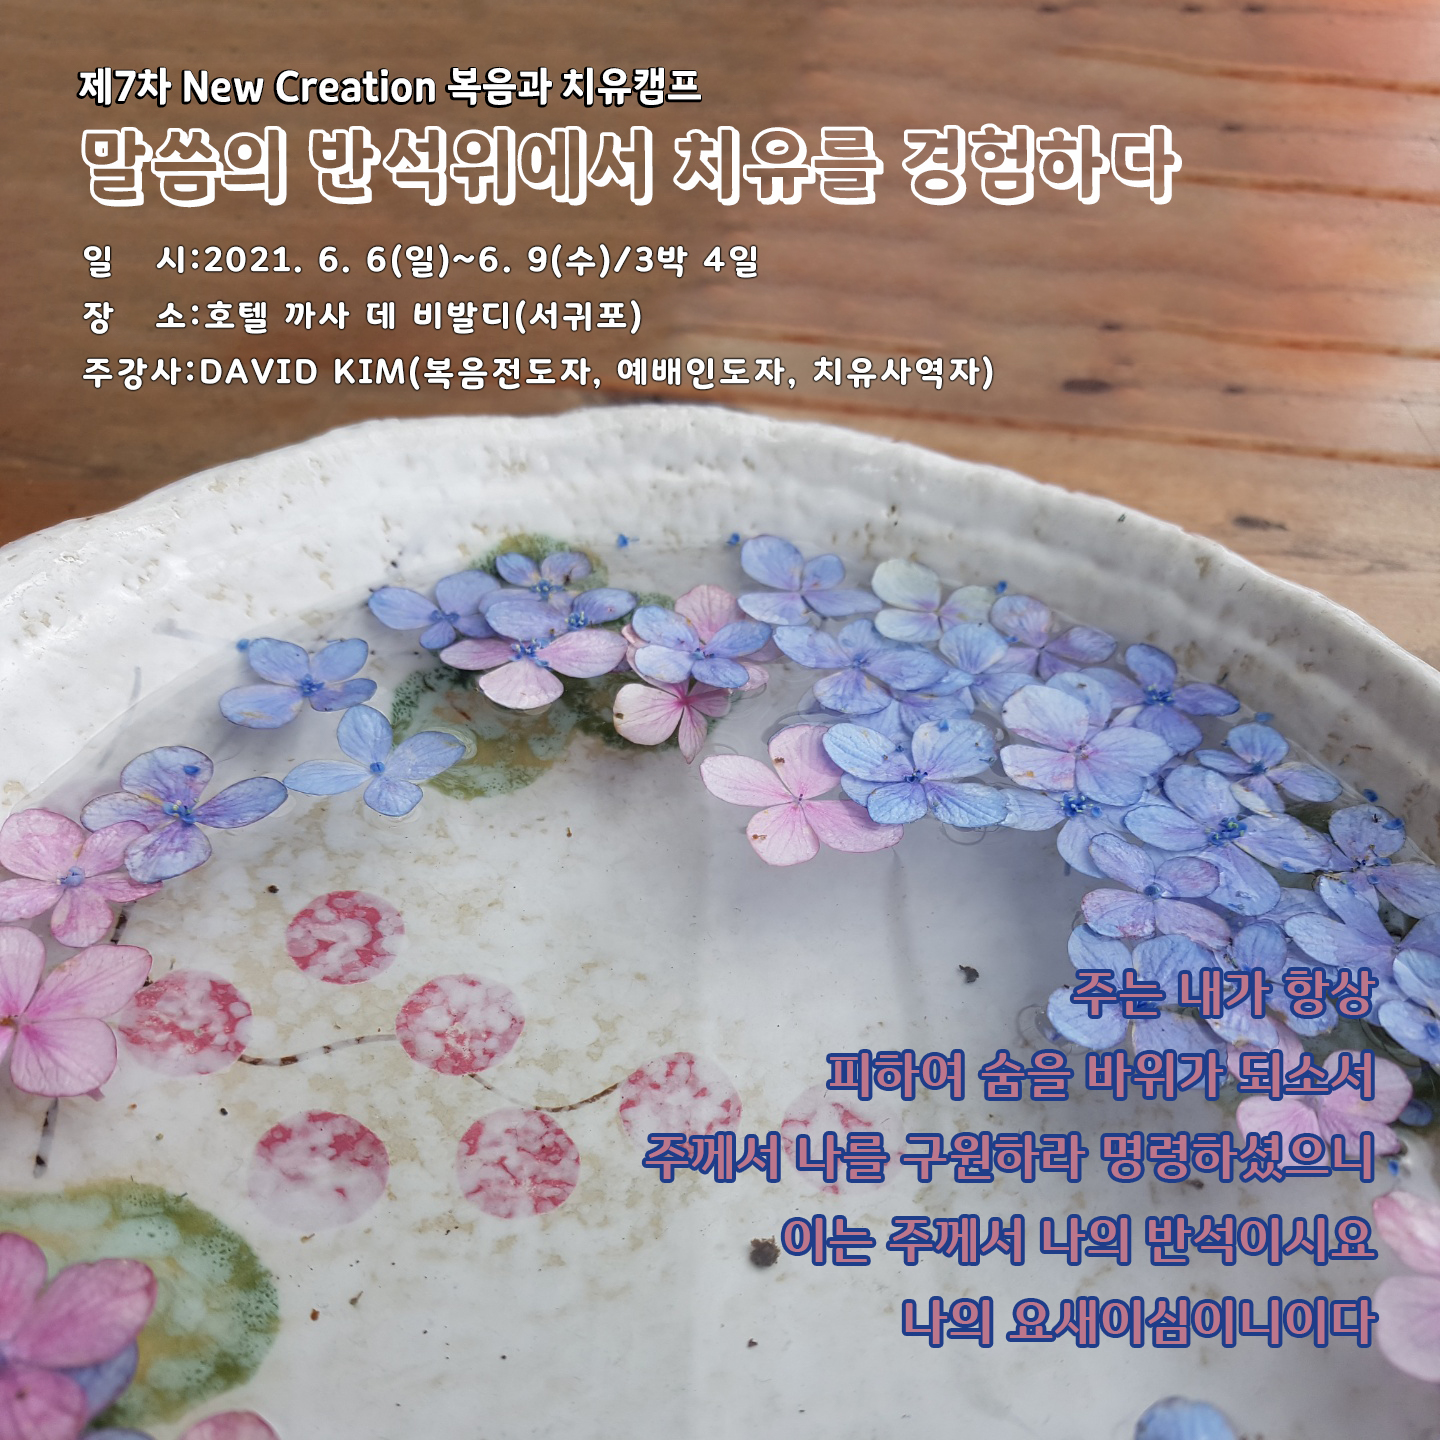 제7차 New Creation 복음과 치유캠프
말씀의 반석위에서 치유를 경험하다
일 시:2021. 6. 6(일)~6. 9(수)/3박 4일
장 소:호텔 까사 데 비발디(서귀포)
주강사:DAVID KIM(복음전도자, 예배인도자, 치유사역자)
주는 내가 항상
피하여 숨을 바위가 되소서
주께서 나를 구원하라 명령하셨으니
이는 주께서 나의 반석이시요
나의 요새이심이니이다